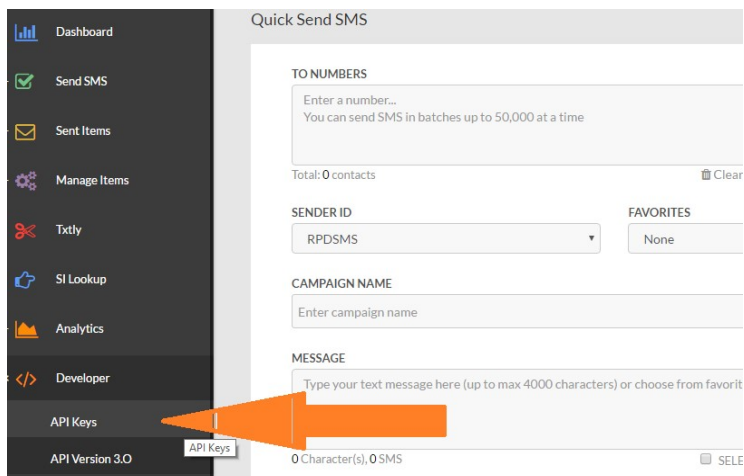 Dashboard
Send SMS
Sent Items
Manage Items
Txtly
SI Lookup
Analytics
Developer
API Keys
API Keys
API Version 3.O
Quick Send SMS
TO NUMBERS
Enter a number...
You can send SMS in batches up to 50,000 at a time
Total: 0 contacts
Clear
SENDER ID
FAVORITES
RPDSMS
None
CAMPAIGN NAME
Enter campaign name
MESSAGE
Type your text message here (up to max 4000 characters) or choose from favorit
0 Character(s), 0 SMS
SELE